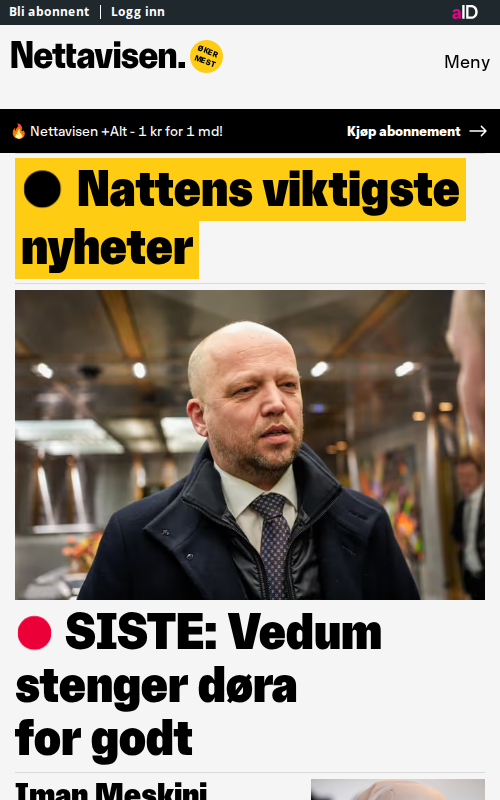 Bli abonnent | Logg inn
aID
Nettavisen.
ØKER
MEST
Meny
Nettavisen +Alt - 1 kr for 1 md!
Kjøp abonnement
Nattens viktigste
nyheter
SISTE: Vedum
stenger døra
for godt
Iman Meskini